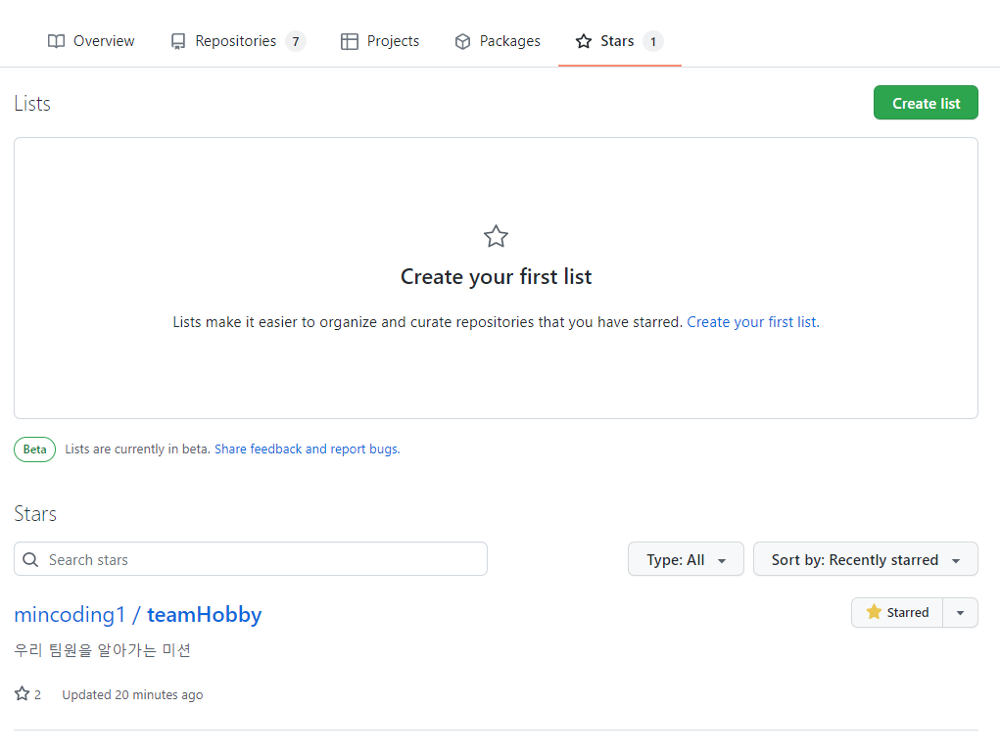 Overview Repositories 7 Projects Packages Stars 1
Lists Create list
Create your first list
Lists make it easier to organize and curate repositories that you have starred. Create your first list.
Beta Lists are currently in beta. Share feedback and report bugs.
Stars
Search stars Type: All Sort by: Recently starred
mincoding1 / teamHobby Starred
우리 팀원을 알아가는 미션
2 Updated 20 minutes ago